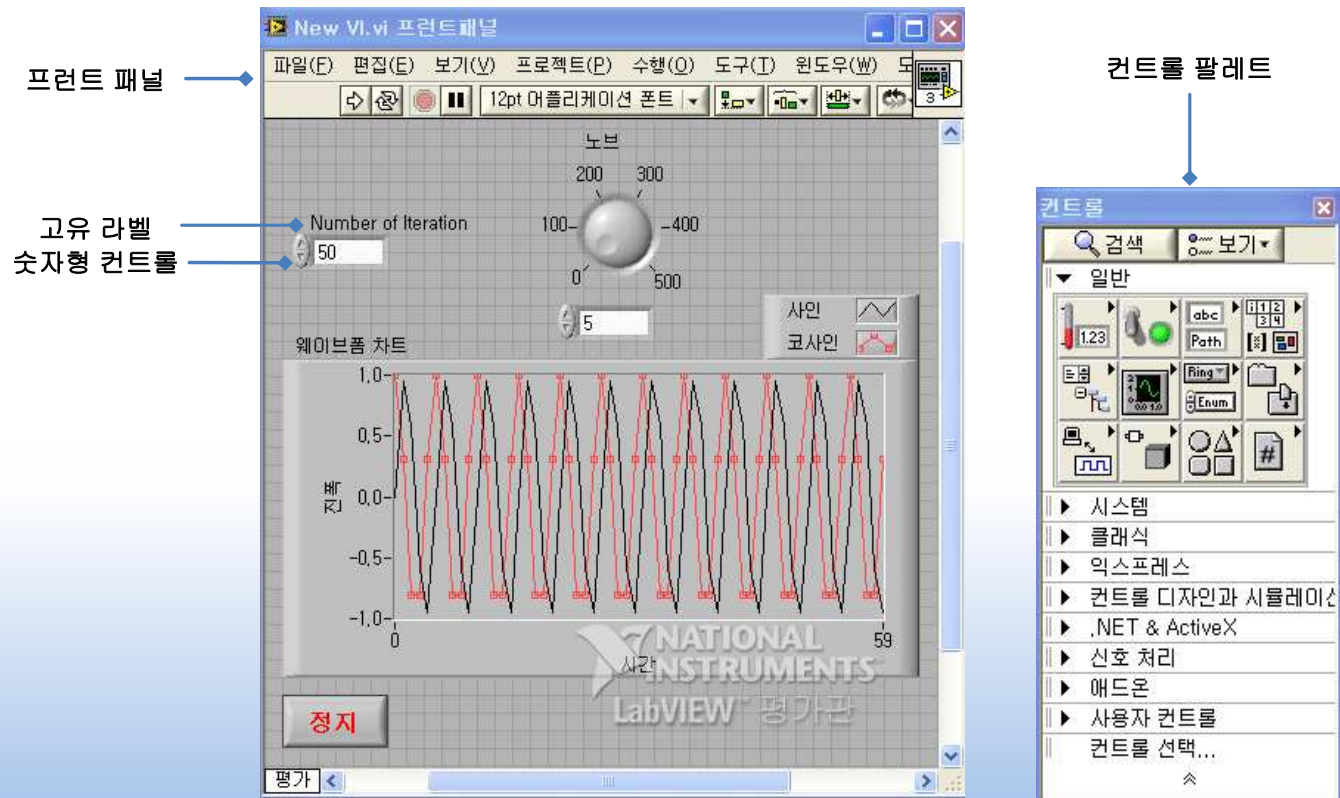 New VI.vi 프런트패널
파일(F) 편집(E) 보기(V) 프로젝트(P) 수행(O) 도구(T) 윈도우(W)
12pt 어플리케이션 폰트
3
프런트 패널
컨트롤 팔레트
노브
200 300
100 400
0 500
5
고유 라벨
Number of Iteration
숫자형 컨트롤
50
사인
코사인
웨이브폼 차트
1,0
0,5
0,0
-0,5
-1,0
진폭
0 59
시간
NATIONAL
INSTRUMENTS
LabVIEW™ 평가판
정지
평가
컨트롤
검색 보기
일반
1.23
abc
Path
Ring
Enum
#
시스템
클래식
익스프레스
컨트롤 디자인과 시뮬레이션
.NET & ActiveX
신호 처리
애드온
사용자 컨트롤
컨트롤 선택...